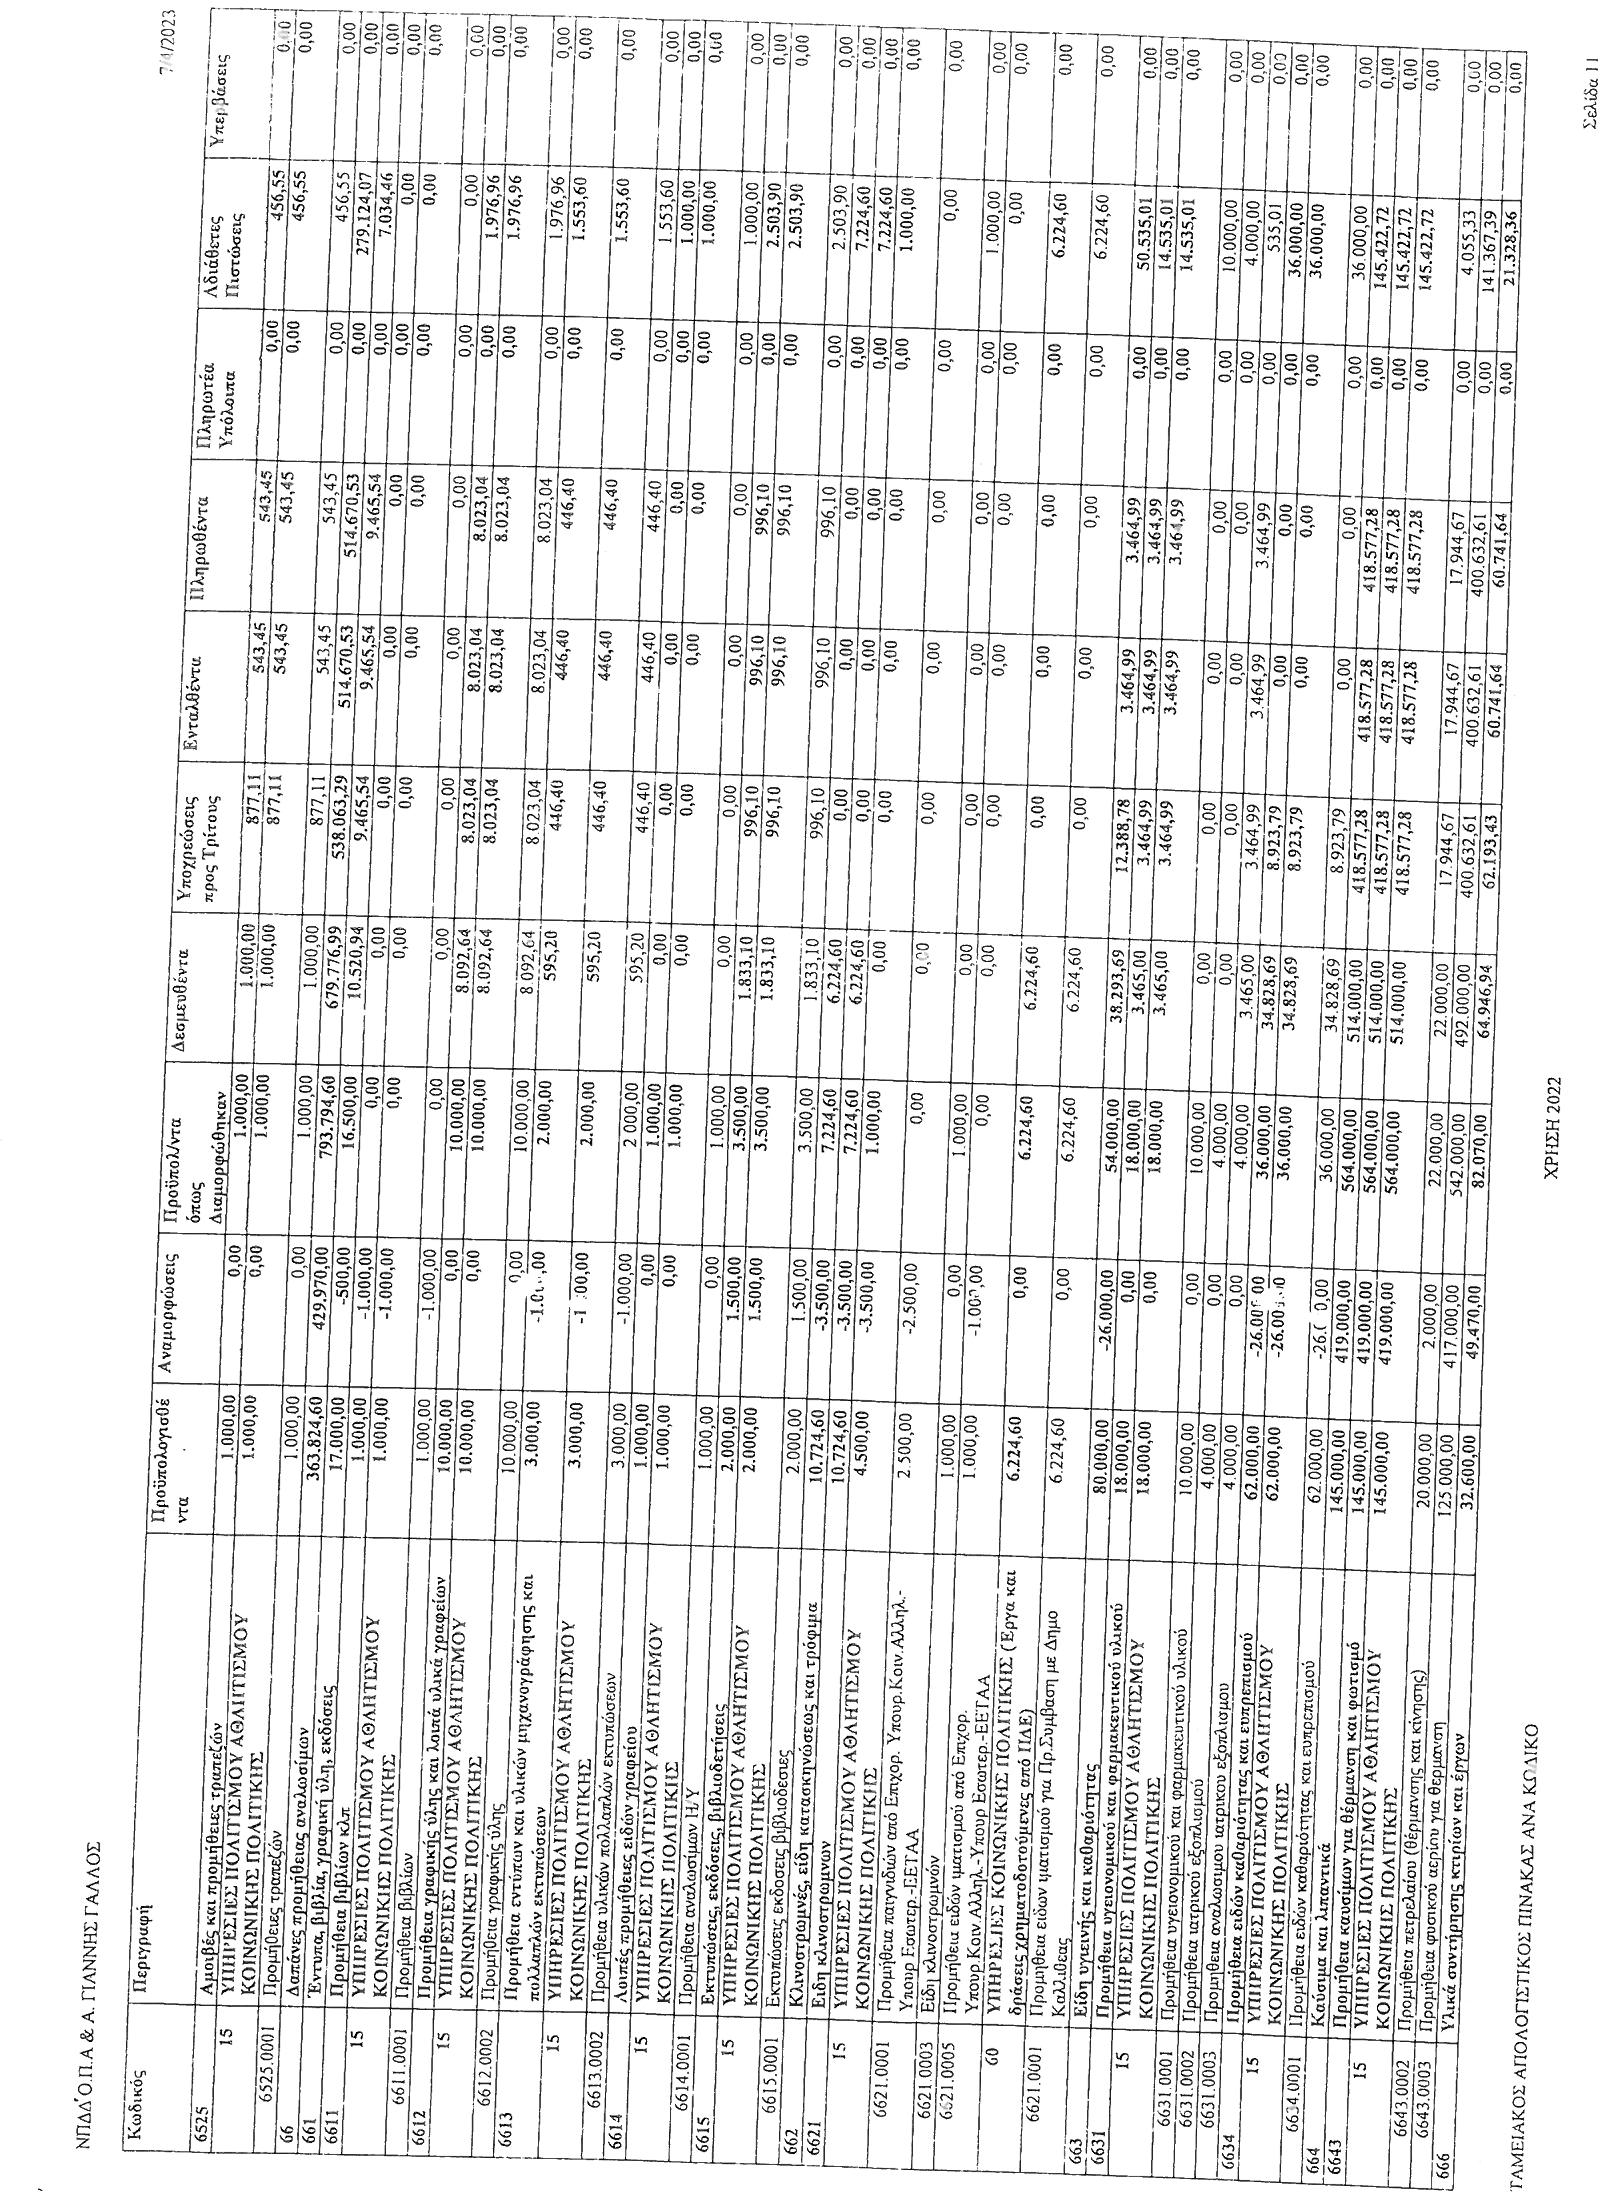 ΝΠΔΔ΄Ο.Π.Α & Α. ΓΙΑΝΝΗΣ ΓΑΛΛΟΣ 7/4/2023
Κωδικός Περιγραφή Προϋπολογισθέ Αναμορφώσεις Προϋπολ/ντα Δεσμευθέντα Υποχρεώσεις Ενταλθέντα Πληρωθέντα Πληρωτέα Αδιάθετες Υπερβάσεις
ντα όπως προς Τρίτους Υπόλοιπα Πιστώσεις
Διαμορφώθηκαν
6525 Αμοιβές και προμήθειες τραπεζών 1.000,00 0,00 1.000,00 1.000,00 877,11 543,45 543,45 0,00 456,55 0,00
15 ΥΠΗΡΕΣΙΕΣ ΠΟΛΙΤΙΣΜΟΥ ΑΘΛΗΤΙΣΜΟΥ 1.000,00 0,00 1.000,00 1.000,00 877,11 543,45 543,45 0,00 456,55 0,00
ΚΟΙΝΩΝΙΚΗΣ ΠΟΛΙΤΙΚΗΣ
6525.0001 Προμήθειες τραπεζών 1.000,00 0,00 1.000,00 1.000,00 877,11 543,45 543,45 0,00 456,55 0,00
66 Δαπάνες προμήθειας αναλωσίμων 363.824,60 429.970,00 793.794,60 679.776,99 538.063,29 514.670,53 514.670,53 0,00 279.124,07 0,00
661 Έντυπα, βιβλία, γραφική ύλη, εκδόσεις 17.000,00 -500,00 16.500,00 10.520,94 9.465,54 9.465,54 9.465,54 0,00 7.034,46 0,00
6611 Προμήθεια βιβλίων κλπ 1.000,00 -1.000,00 0,00 0,00 0,00 0,00 0,00 0,00 0,00 0,00
15 ΥΠΗΡΕΣΙΕΣ ΠΟΛΙΤΙΣΜΟΥ ΑΘΛΗΤΙΣΜΟΥ 1.000,00 -1.000,00 0,00 0,00 0,00 0,00 0,00 0,00 0,00 0,00
ΚΟΙΝΩΝΙΚΗΣ ΠΟΛΙΤΙΚΗΣ
6611.0001 Προμήθεια βιβλίων 1.000,00 -1.000,00 0,00 0,00 0,00 0,00 0,00 0,00 0,00 0,00
6612 Προμήθεια γραφικής ύλης και λοιπά υλικά γραφείων 10.000,00 0,00 10.000,00 8.092,64 8.023,04 8.023,04 8.023,04 0,00 1.976,96 0,00
15 ΥΠΗΡΕΣΙΕΣ ΠΟΛΙΤΙΣΜΟΥ ΑΘΛΗΤΙΣΜΟΥ 10.000,00 0,00 10.000,00 8.092,64 8.023,04 8.023,04 8.023,04 0,00 1.976,96 0,00
ΚΟΙΝΩΝΙΚΗΣ ΠΟΛΙΤΙΚΗΣ
6612.0002 Προμήθεια γραφικής ύλης 10.000,00 0,00 10.000,00 8.092,64 8.023,04 8.023,04 8.023,04 0,00 1.976,96 0,00
6613 Προμήθεια εντύπων και υλικών μηχανογράφησης και 3.000,00 2.000,00 595,20 446,40 446,40 446,40 0,00 1.553,60 0,00
πολλαπλών εκτυπώσεων
15 ΥΠΗΡΕΣΙΕΣ ΠΟΛΙΤΙΣΜΟΥ ΑΘΛΗΤΙΣΜΟΥ 3.000,00 2.000,00 595,20 446,40 446,40 446,40 0,00 1.553,60 0,00
ΚΟΙΝΩΝΙΚΗΣ ΠΟΛΙΤΙΚΗΣ
6613.0002 Προμήθεια υλικών πολλαπλών εκτυπώσεων 3.000,00 -1.000,00 2.000,00 595,20 446,40 446,40 446,40 0,00 1.553,60 0,00
6614 Λοιπές προμήθειες ειδών γραφείου 1.000,00 0,00 1.000,00 0,00 0,00 0,00 0,00 0,00 1.000,00 0,00
15 ΥΠΗΡΕΣΙΕΣ ΠΟΛΙΤΙΣΜΟΥ ΑΘΛΗΤΙΣΜΟΥ 1.000,00 0,00 1.000,00 0,00 0,00 0,00 0,00 0,00 1.000,00 0,00
ΚΟΙΝΩΝΙΚΗΣ ΠΟΛΙΤΙΚΗΣ
6614.0001 Προμήθεια αναλωσίμων Η/Υ 1.000,00 0,00 1.000,00 0,00 0,00 0,00 0,00 0,00 1.000,00 0,00
6615 Εκτυπώσεις, εκδόσεις, βιβλιοδετήσεις 2.000,00 1.500,00 3.500,00 1.833,10 996,10 996,10 996,10 0,00 2.503,90 0,00
15 ΥΠΗΡΕΣΙΕΣ ΠΟΛΙΤΙΣΜΟΥ ΑΘΛΗΤΙΣΜΟΥ 2.000,00 1.500,00 3.500,00 1.833,10 996,10 996,10 996,10 0,00 2.503,90 0,00
ΚΟΙΝΩΝΙΚΗΣ ΠΟΛΙΤΙΚΗΣ
6615.0001 Εκτυπώσεις εκδοσεις βιβλιοδεσιες 2.000,00 1.500,00 3.500,00 1.833,10 996,10 996,10 996,10 0,00 2.503,90 0,00
662 Κλινοστρωμνές, είδη κατασκηνώσεως και τρόφιμα 10.724,60 -3.500,00 7.224,60 6.224,60 0,00 0,00 0,00 0,00 7.224,60 0,00
6621 Ειδη κλινοστρωμνων 10.724,60 -3.500,00 7.224,60 6.224,60 0,00 0,00 0,00 0,00 7.224,60 0,00
15 ΥΠΗΡΕΣΙΕΣ ΠΟΛΙΤΙΣΜΟΥ ΑΘΛΗΤΙΣΜΟΥ 4.500,00 -3.500,00 1.000,00 0,00 0,00 0,00 0,00 0,00 1.000,00 0,00
ΚΟΙΝΩΝΙΚΗΣ ΠΟΛΙΤΙΚΗΣ
6621.0001 Προμήθεια παιγνιδιών από Επιχορ. Υπουρ.Κοιν.Αλληλ.- 2.500,00 -2.500,00 0,00 0,00 0,00 0,00 0,00 0,00 0,00 0,00
Υπουρ Εσωτερ.-ΕΕΤΑΑ
6621.0003 Είδη κλινοστρωμνών 1.000,00 0,00 1.000,00 0,00 0,00 0,00 0,00 0,00 1.000,00 0,00
6621.0005 Προμήθεια ειδών ιματισμού από Επιχορ. 1.000,00 0,00 0,00 0,00 0,00 0,00 0,00 0,00 0,00
Υπουρ.Κοιν.Αλληλ.-Υπουρ Εσωτερ.-ΕΕΤΑΑ
60 ΥΠΗΡΕΣΙΕΣ ΚΟΙΝΩΝΙΚΗΣ ΠΟΛΙΤΙΚΗΣ (Εργα και 6.224,60 0,00 6.224,60 6.224,60 0,00 0,00 0,00 0,00 6.224,60 0,00
δράσεις χρηματοδοτούμενες από ΠΔΕ)
6621.0001 Προμήθεια ειδων ιματισμού για Πρ.Συμβαση με Δημο 6.224,60 0,00 6.224,60 6.224,60 0,00 0,00 0,00 0,00 6.224,60 0,00
Καλλιθεας
663 Είδη υγιεινής και καθαριότητας 80.000,00 -26.000,00 54.000,00 38.293,69 12.388,78 3.464,99 3.464,99 0,00 50.535,01 0,00
6631 Προμήθεια υγειονομικού και φαρμακευτικού υλικού 18.000,00 0,00 18.000,00 3.465,00 3.464,99 3.464,99 3.464,99 0,00 14.535,01 0,00
15 ΥΠΗΡΕΣΙΕΣ ΠΟΛΙΤΙΣΜΟΥ ΑΘΛΗΤΙΣΜΟΥ 18.000,00 0,00 18.000,00 3.465,00 3.464,99 3.464,99 3.464,99 0,00 14.535,01 0,00
ΚΟΙΝΩΝΙΚΗΣ ΠΟΛΙΤΙΚΗΣ
6631.0001 Προμήθεια υγειονομικού και φαρμακευτικού υλικού 10.000,00 0,00 10.000,00 0,00 0,00 0,00 0,00 0,00 10.000,00 0,00
6631.0002 Προμήθεια ιατρικού εξοπλισμού 4.000,00 0,00 4.000,00 0,00 0,00 0,00 0,00 0,00 4.000,00 0,00
6631.0003 Προμήθεια αναλωσιμου ιατρικου εξοπλισμου 4.000,00 0,00 4.000,00 3.465,00 3.464,99 3.464,99 3.464,99 0,00 535,01 0,00
6634 Προμήθεια ειδών καθαριότητας και ευπρεπισμού 62.000,00 36.000,00 34.828,69 8.923,79 0,00 0,00 0,00 36.000,00 0,00
15 ΥΠΗΡΕΣΙΕΣ ΠΟΛΙΤΙΣΜΟΥ ΑΘΛΗΤΙΣΜΟΥ 62.000,00 36.000,00 34.828,69 8.923,79 0,00 0,00 0,00 36.000,00 0,00
ΚΟΙΝΩΝΙΚΗΣ ΠΟΛΙΤΙΚΗΣ
6634.0001 Προμήθεια ειδών καθαριότητας και ευπρεπισμού 62.000,00 36.000,00 34.828,69 8.923,79 0,00 0,00 0,00 36.000,00 0,00
664 Καύσιμα και λιπαντικά 145.000,00 419.000,00 564.000,00 514.000,00 418.577,28 418.577,28 418.577,28 0,00 145.422,72 0,00
6643 Προμήθεια καυσίμων για θέρμανση και φωτισμό 145.000,00 419.000,00 564.000,00 514.000,00 418.577,28 418.577,28 418.577,28 0,00 145.422,72 0,00
15 ΥΠΗΡΕΣΙΕΣ ΠΟΛΙΤΙΣΜΟΥ ΑΘΛΗΤΙΣΜΟΥ 145.000,00 419.000,00 564.000,00 514.000,00 418.577,28 418.577,28 418.577,28 0,00 145.422,72 0,00
ΚΟΙΝΩΝΙΚΗΣ ΠΟΛΙΤΙΚΗΣ
6643.0002 Προμήθεια πετρελαίου (θέρμανσης και κίνησης) 20.000,00 2.000,00 22.000,00 22.000,00 17.944,67 17.944,67 17.944,67 0,00 4.055,33 0,00
6643.0003 Προμήθεια φυσικού αερίου για θερμανση 125.000,00 417.000,00 542.000,00 492.000,00 400.632,61 400.632,61 400.632,61 0,00 141.367,39 0,00
666 Υλικά συντήρησης κτιρίων και έργων 32.600,00 49.470,00 82.070,00 64.946,94 62.193,43 60.741,64 60.741,64 0,00 21.328,36 0,00
ΤΑΜΕΙΑΚΟΣ ΑΠΟΛΟΓΙΣΤΙΚΟΣ ΠΙΝΑΚΑΣ ΑΝΑ ΚΩΔΙΚΟ ΧΡΗΣΗ 2022 Σελίδα 11